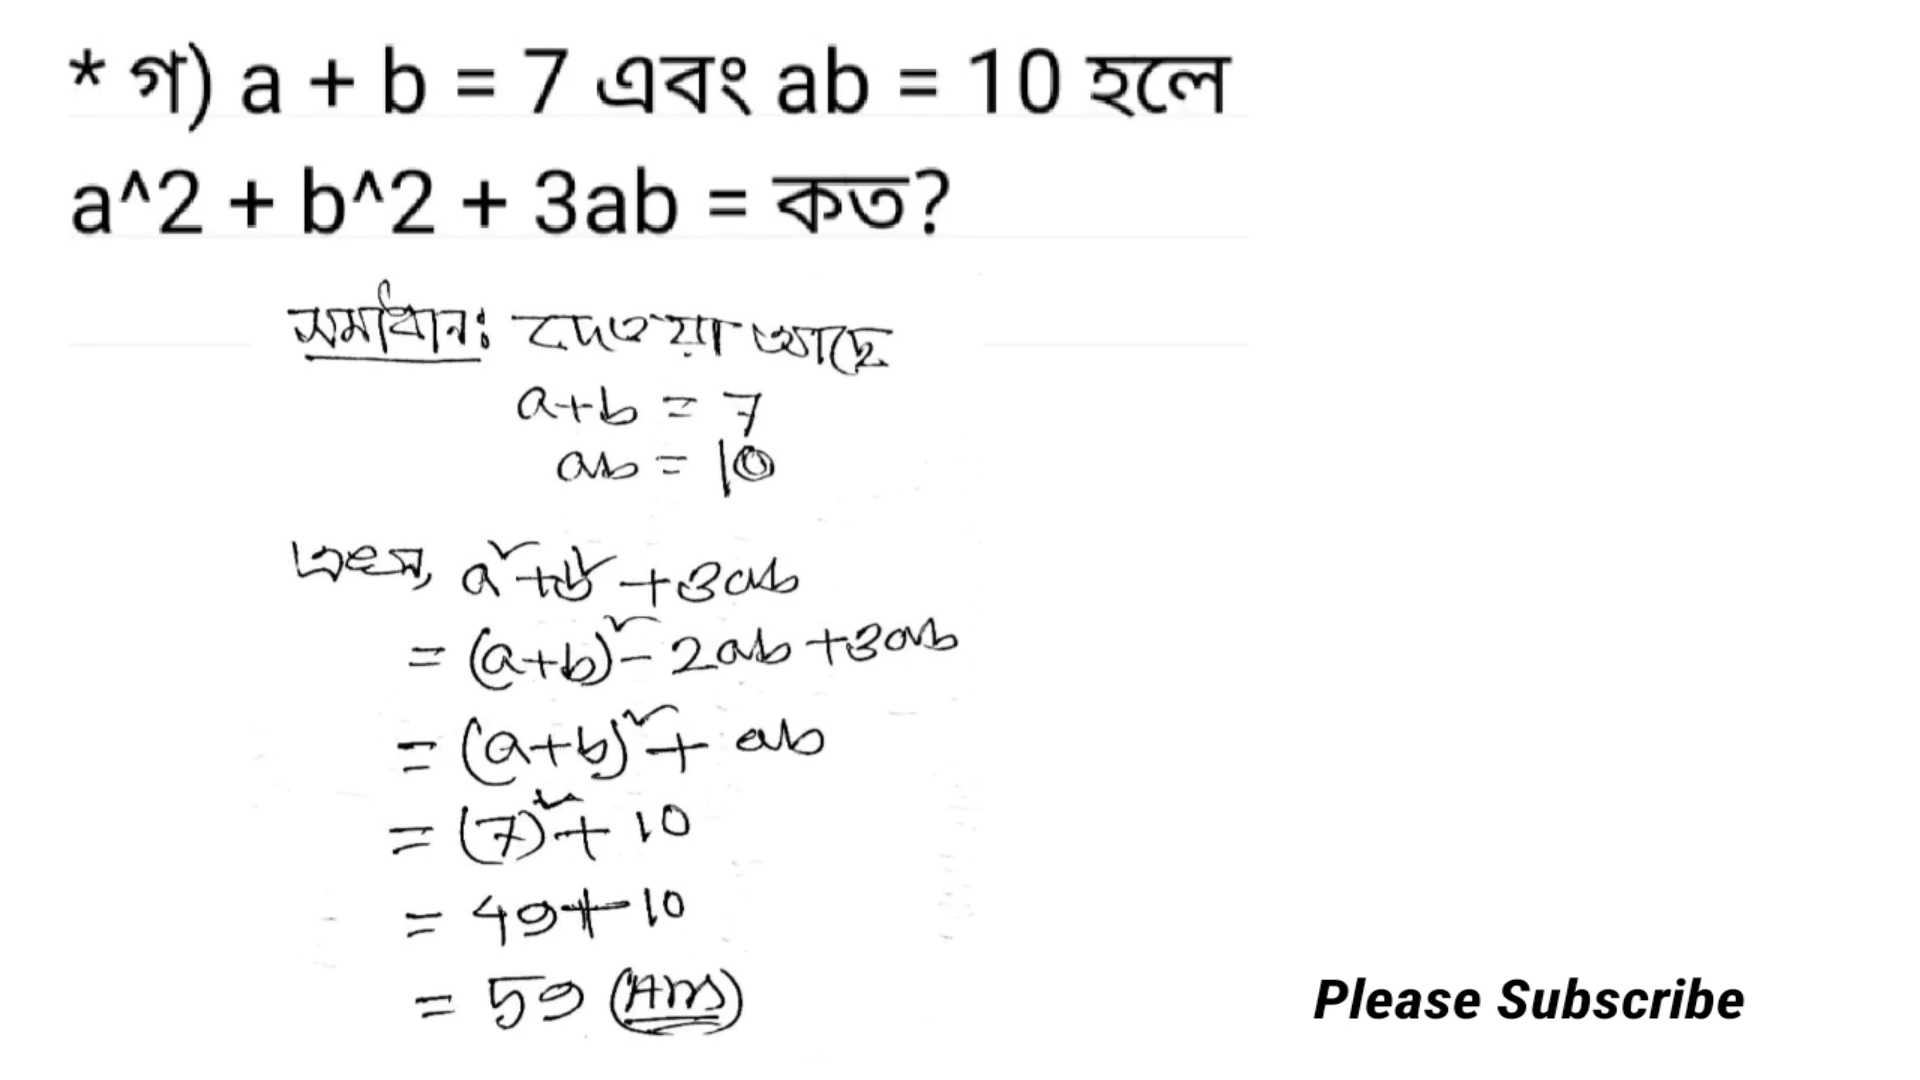 * গ) a + b = 7 এবং ab = 10 হলে
a^2 + b^2 + 3ab = কত?
সমাধান: দেওয়া আছে
a+b = 7
ab = 10
a²+b²+3ab
= (a+b)²-2ab+3ab
= (a+b)²+ ab
= (7)²+ 10
= 49+10
= 59 (Ans)
Please Subscribe